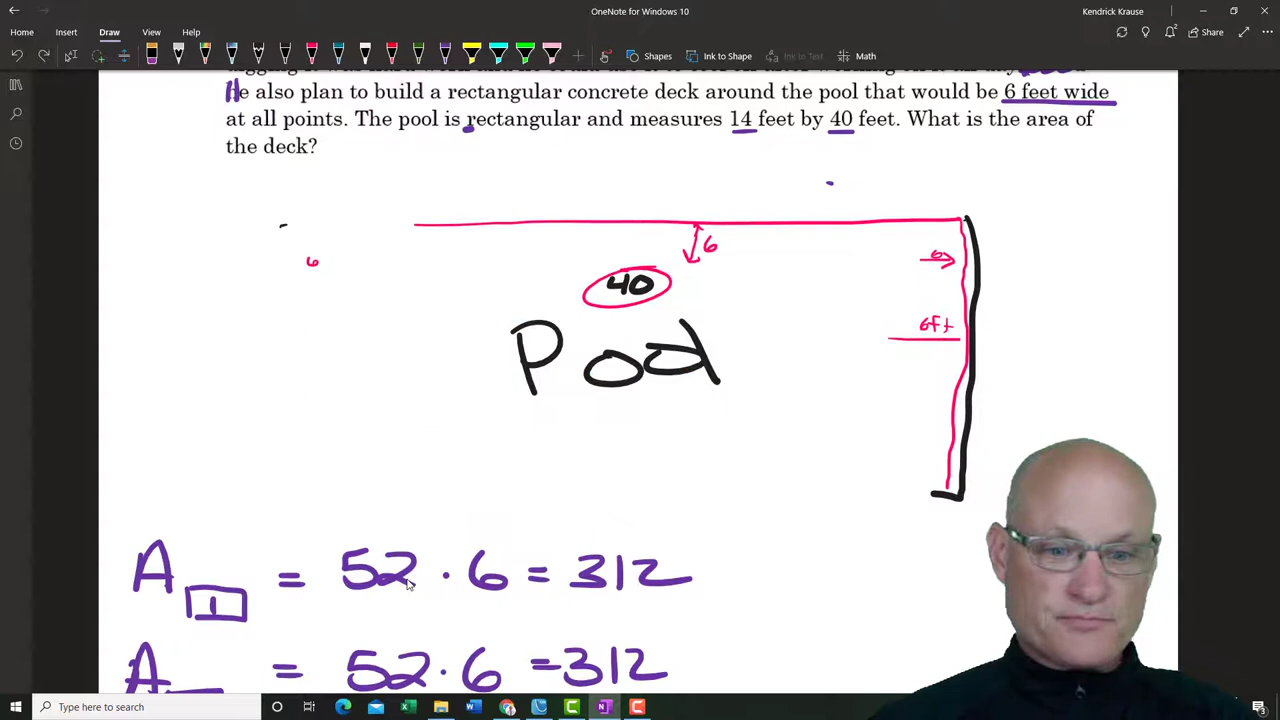 OneNote for Windows 10
Kendrick Krause
Home Insert Draw View Help
Shapes Ink to Shape Ink to Text Math Share
he also plan to build a rectangular concrete deck around the pool that would be 6 feet wide
at all points. The pool is rectangular and measures 14 feet by 40 feet. What is the area of
the deck?
6
6
6
40
6ft
Pool
A 1 = 52 · 6 = 312
A = 52 · 6 = 312
Type here to search